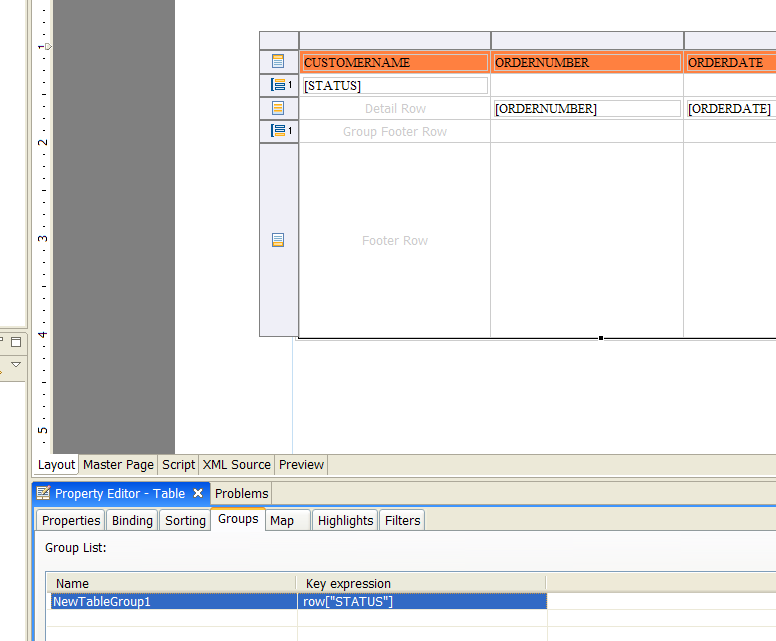 CUSTOMERNAME ORDERNUMBER ORDERDATE
1 [STATUS]
Detail Row [ORDERNUMBER] [ORDERDATE]
1 Group Footer Row
Footer Row
1
2
3
4
5
Layout Master Page Script XML Source Preview
Property Editor - Table Problems
Properties Binding Sorting Groups Map Highlights Filters
Group List:
Name Key expression
NewTableGroup1 row["STATUS"]